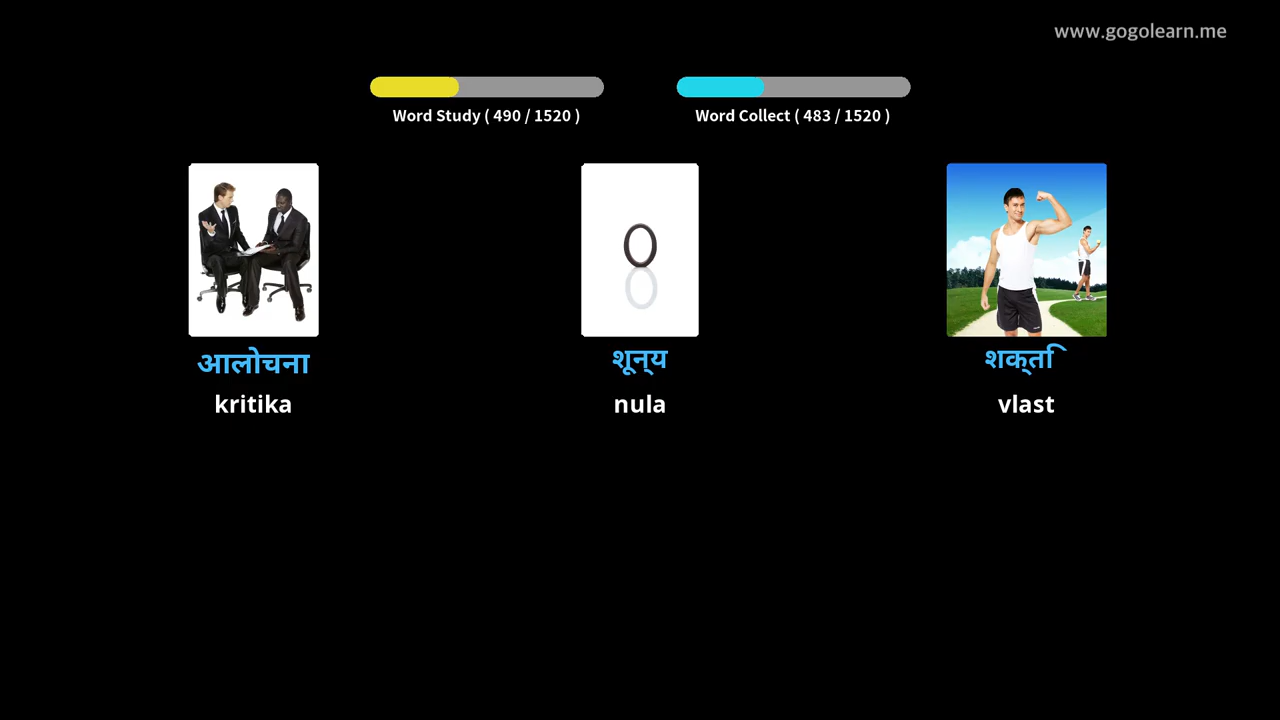 www.gogolearn.me
Word Study ( 490 / 1520 )
Word Collect ( 483 / 1520 )
आलोचना
शून्य
शक्ति
kritika
nula
vlast